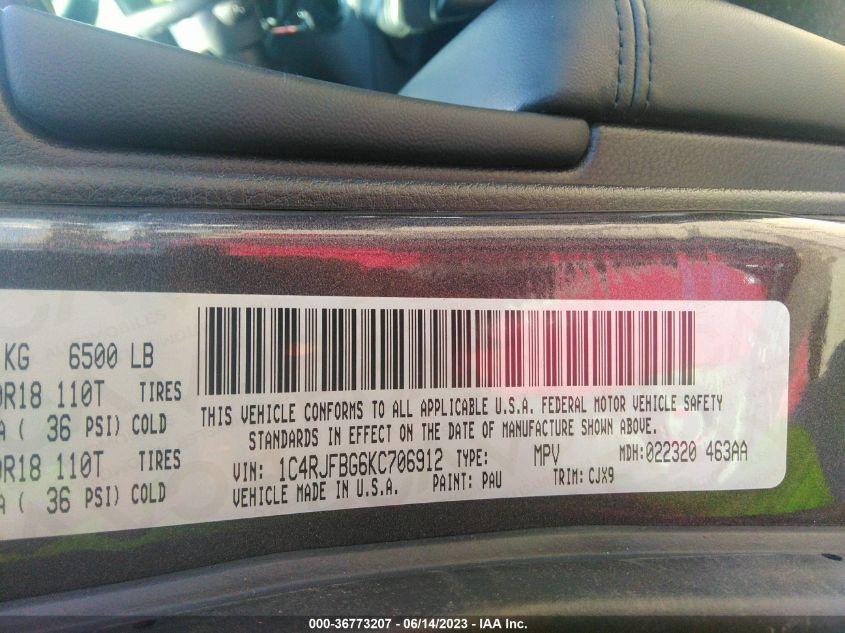 KG 6500 LB
R18 110T TIRES
( 36 PSI) COLD
R18 110T TIRES
( 36 PSI) COLD
THIS VEHICLE CONFORMS TO ALL APPLICABLE U.S.A. FEDERAL MOTOR VEHICLE SAFETY
STANDARDS IN EFFECT ON THE DATE OF MANUFACTURE SHOWN ABOVE.
VIN: 1C4RJFBG6KC706912 TYPE: MPV MDH:022320 463AA
VEHICLE MADE IN U.S.A. PAINT: PAU TRIM: CJX9
000-36773207 - 06/14/2023 - IAA Inc.